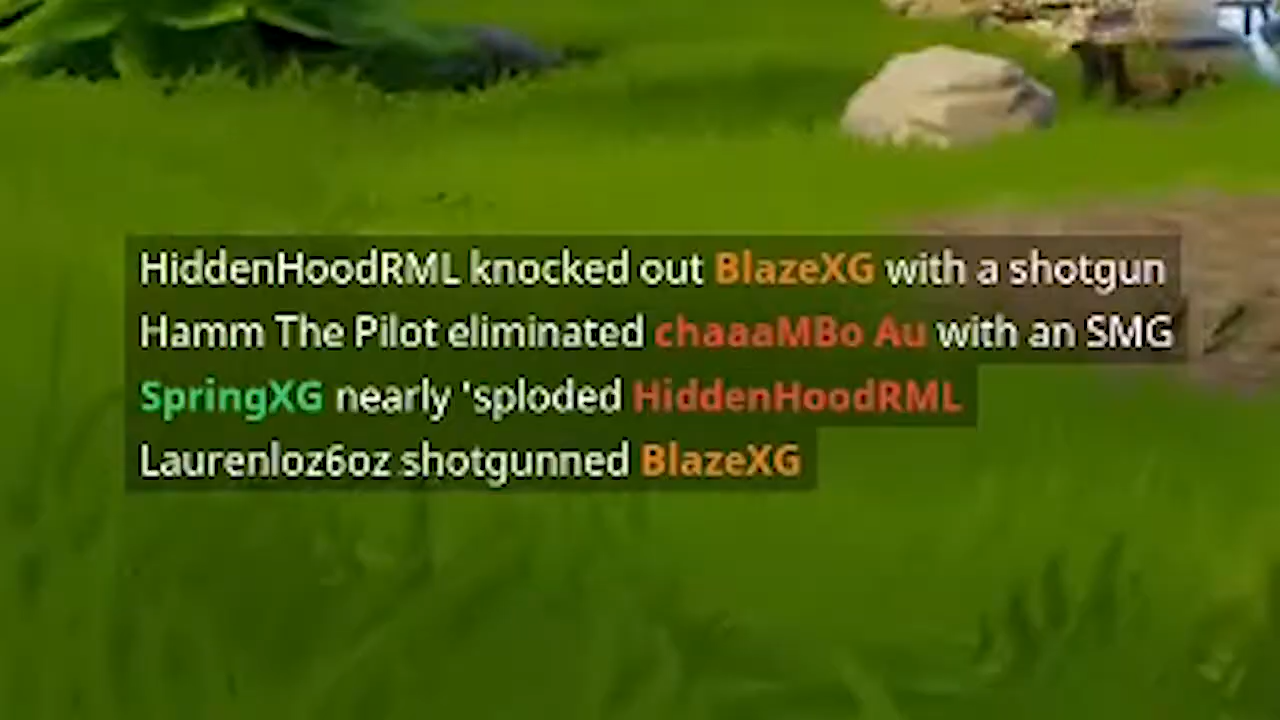 HiddenHoodRML knocked out BlazeXG with a shotgun
Hamm The Pilot eliminated chaaaMBo Au with an SMG
SpringXG nearly 'sploded HiddenHoodRML
Laurenloz6oz shotgunned BlazeXG